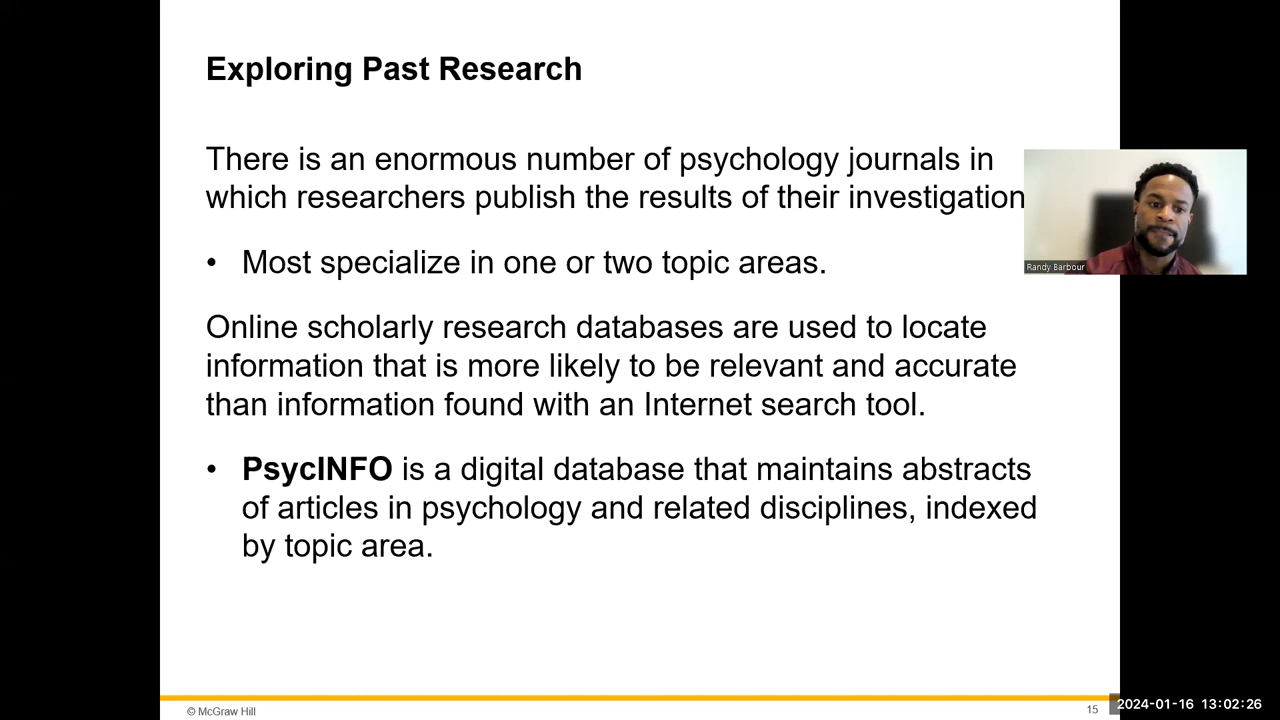 Exploring Past Research
There is an enormous number of psychology journals in
which researchers publish the results of their investigation
• Most specialize in one or two topic areas.
Online scholarly research databases are used to locate
information that is more likely to be relevant and accurate
than information found with an Internet search tool.
• PsycINFO is a digital database that maintains abstracts
of articles in psychology and related disciplines, indexed
by topic area.
Randy Barbour
© McGraw Hill
15
2024-01-16 13:02:26